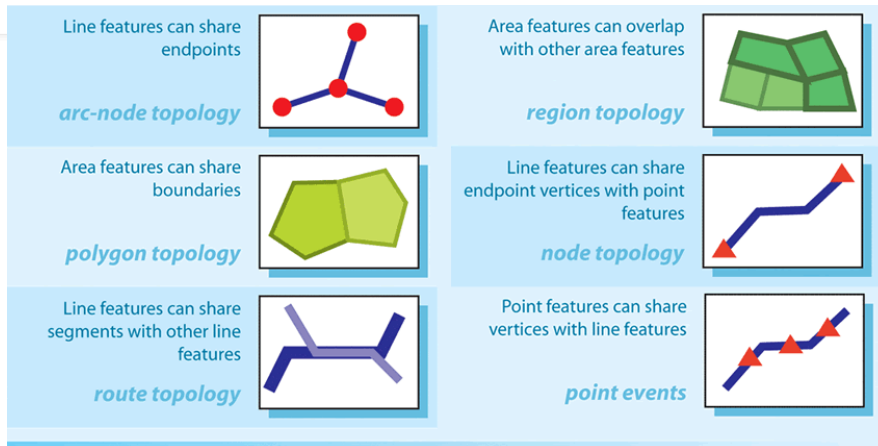 Line features can share
endpoints
arc-node topology
Area features can overlap
with other area features
region topology
Area features can share
boundaries
polygon topology
Line features can share
endpoint vertices with point
features
node topology
Line features can share
segments with other line
features
route topology
Point features can share
vertices with line features
point events